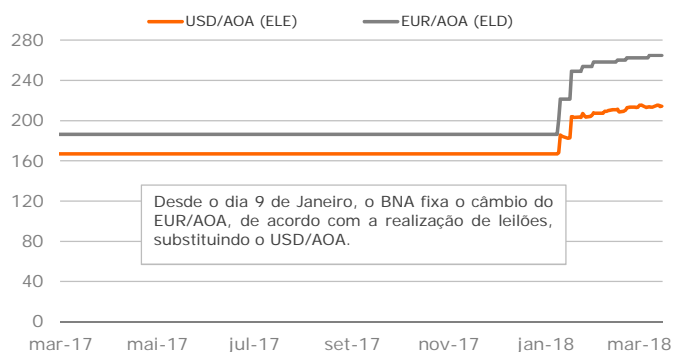 USD/AOA (ELE) EUR/AOA (ELD)
280
240
200
160
120
80
40
0
Desde o dia 9 de Janeiro, o BNA fixa o câmbio do
EUR/AOA, de acordo com a realização de leilões,
substituindo o USD/AOA.
mar-17 mai-17 jul-17 set-17 nov-17 jan-18 mar-18